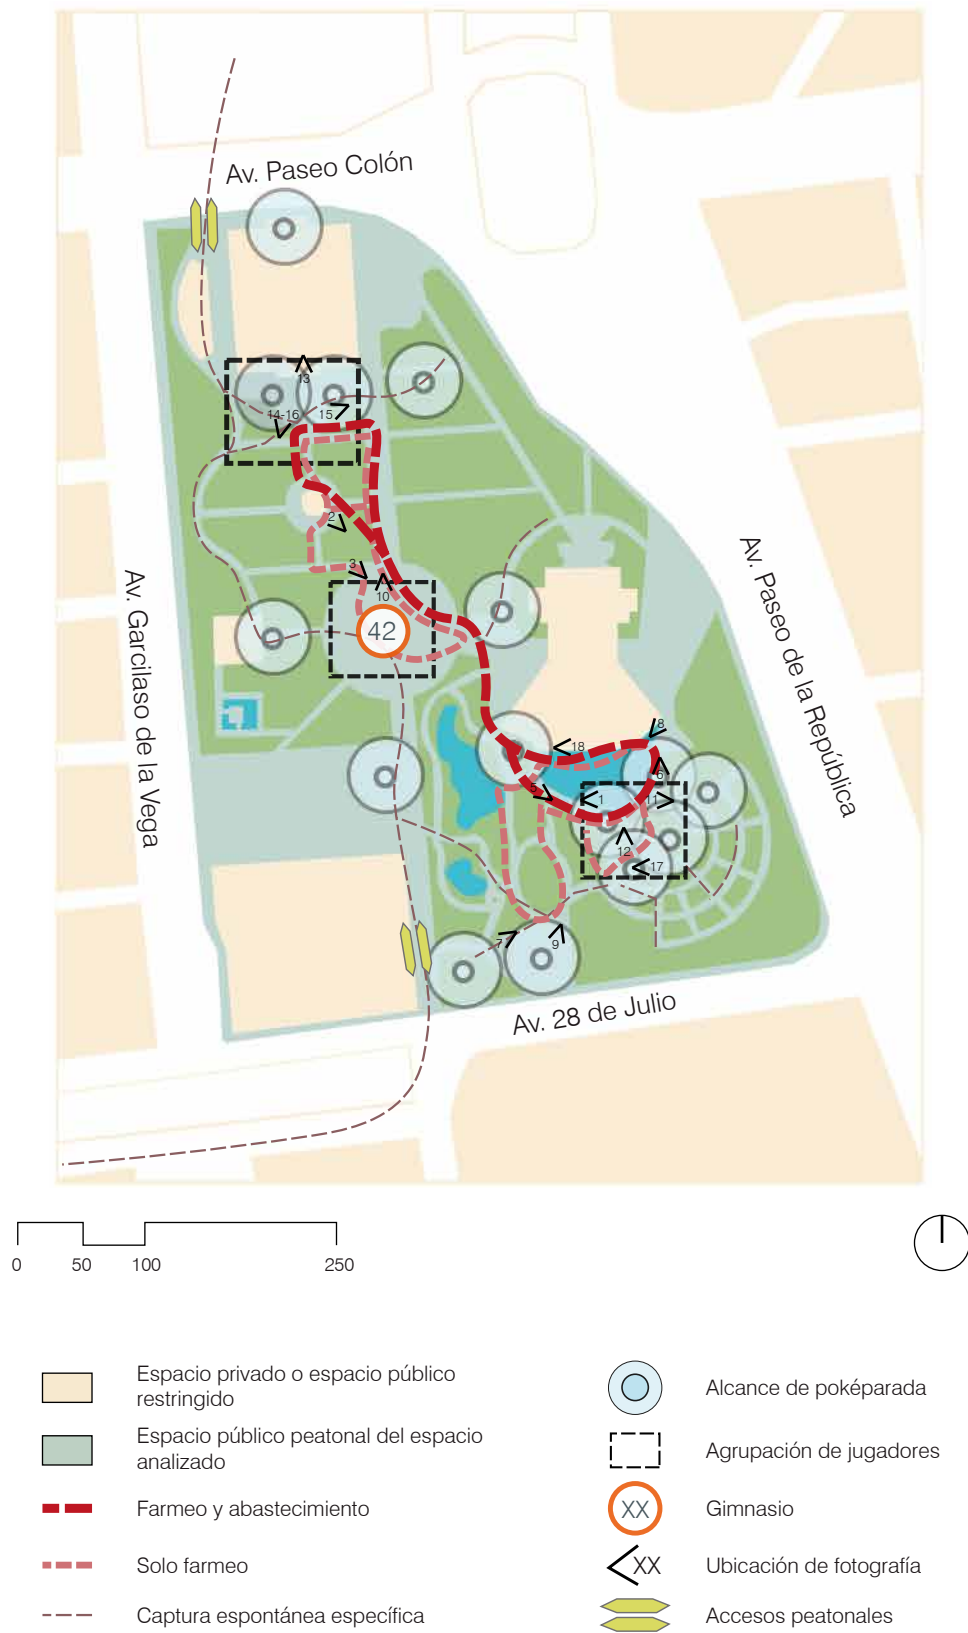 Av. Paseo Colón
13
14-16
15
2
3
10
42
Av. Garcilaso de la Vega
Av. Paseo de la República
8
18
6
5
1
11
12
17
7
9
Av. 28 de Julio
0 50 100 250
Espacio privado o espacio público
restringido
Espacio público peatonal del espacio
analizado
Farmeo y abastecimiento
Solo farmeo
Captura espontánea específica
Alcance de poképarada
Agrupación de jugadores
XX Gimnasio
XX Ubicación de fotografía
Accesos peatonales